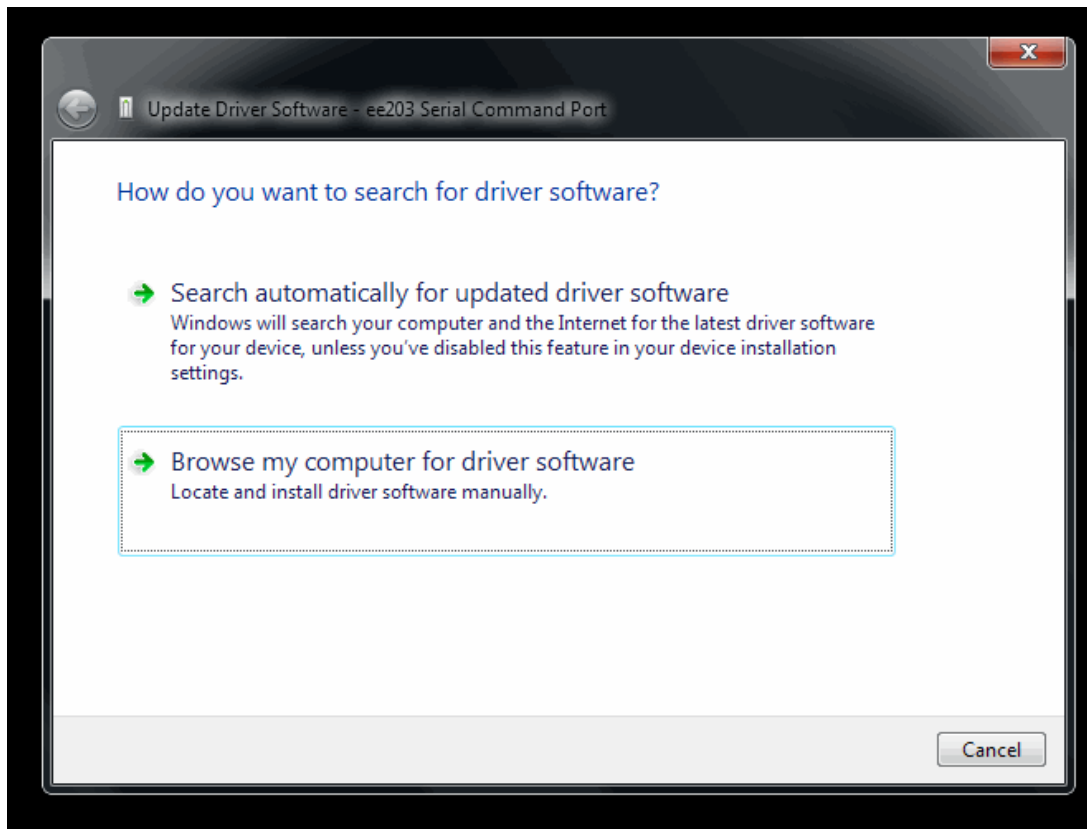 Update Driver Software - ee203 Serial Command Port
How do you want to search for driver software?
Search automatically for updated driver software
Windows will search your computer and the Internet for the latest driver software
for your device, unless you've disabled this feature in your device installation
settings.
Browse my computer for driver software
Locate and install driver software manually.
Cancel